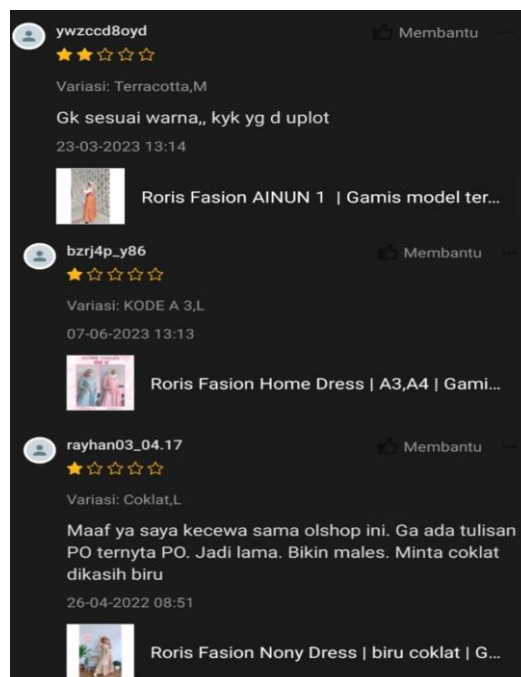 ywzccd8oyd
Membantu
Variasi: Terracotta,M
Gk sesuai warna,, kyk yg d uplot
23-03-2023 13:14
Roris Fasion AINUN 1 | Gamis model ter...
bzrj4p_y86
Membantu
Variasi: KODE A 3,L
07-06-2023 13:13
Roris Fasion Home Dress | A3,A4 | Gami...
rayhan03_04.17
Membantu
Variasi: Coklat,L
Maaf ya saya kecewa sama olshop ini. Ga ada tulisan
PO ternyta PO. Jadi lama. Bikin males. Minta coklat
dikasih biru
26-04-2022 08:51
Roris Fasion Nony Dress | biru coklat | G...